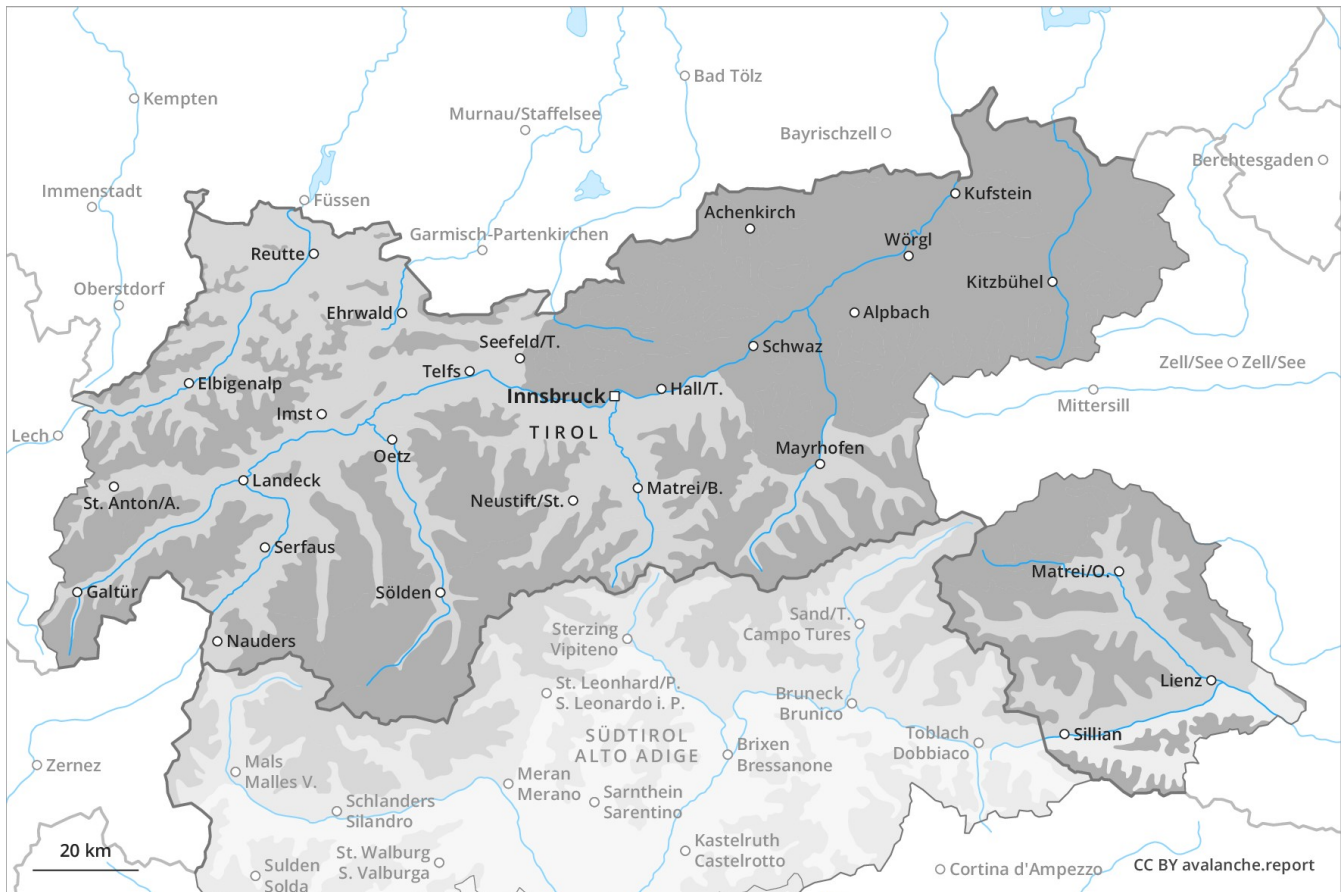 Kempten
Bad Tölz
Murnau/Staffelsee
Bayrischzell
Berchtesgaden
Immenstadt
Füssen
Kufstein
Achenkirch
Garmisch-Partenkirchen
Wörgl
Reutte
Kitzbühel
Oberstdorf
Ehrwald
Alpbach
Seefeld/T.
Schwaz
Zell/See
Zell/See
Telfs
Elbigenalp
Innsbruck
Hall/T.
Mittersill
Imst
Lech
TIROL
Oetz
Mayrhofen
Landeck
St. Anton/A.
Neustift/St.
Matrei/B.
Serfaus
Matrei/O.
Galtür
Sölden
Sand/T.
Campo Tures
Sterzing
Vipiteno
Nauders
Lienz
St. Leonhard/P.
S. Leonardo i. P.
Bruneck
Brunico
SÜDTIROL
ALTO ADIGE
Toblach
Dobbiaco
Sillian
Brixen
Bressanone
Zernez
Mals
Malles V.
Meran
Merano
Sarnthein
Sarentino
Schlanders
Silandro
Kastelruth
Castelrotto
20 km
St. Walburg
S. Valburga
Sulden
Solda
Cortina d'Ampezzo
CC BY avalanche.report